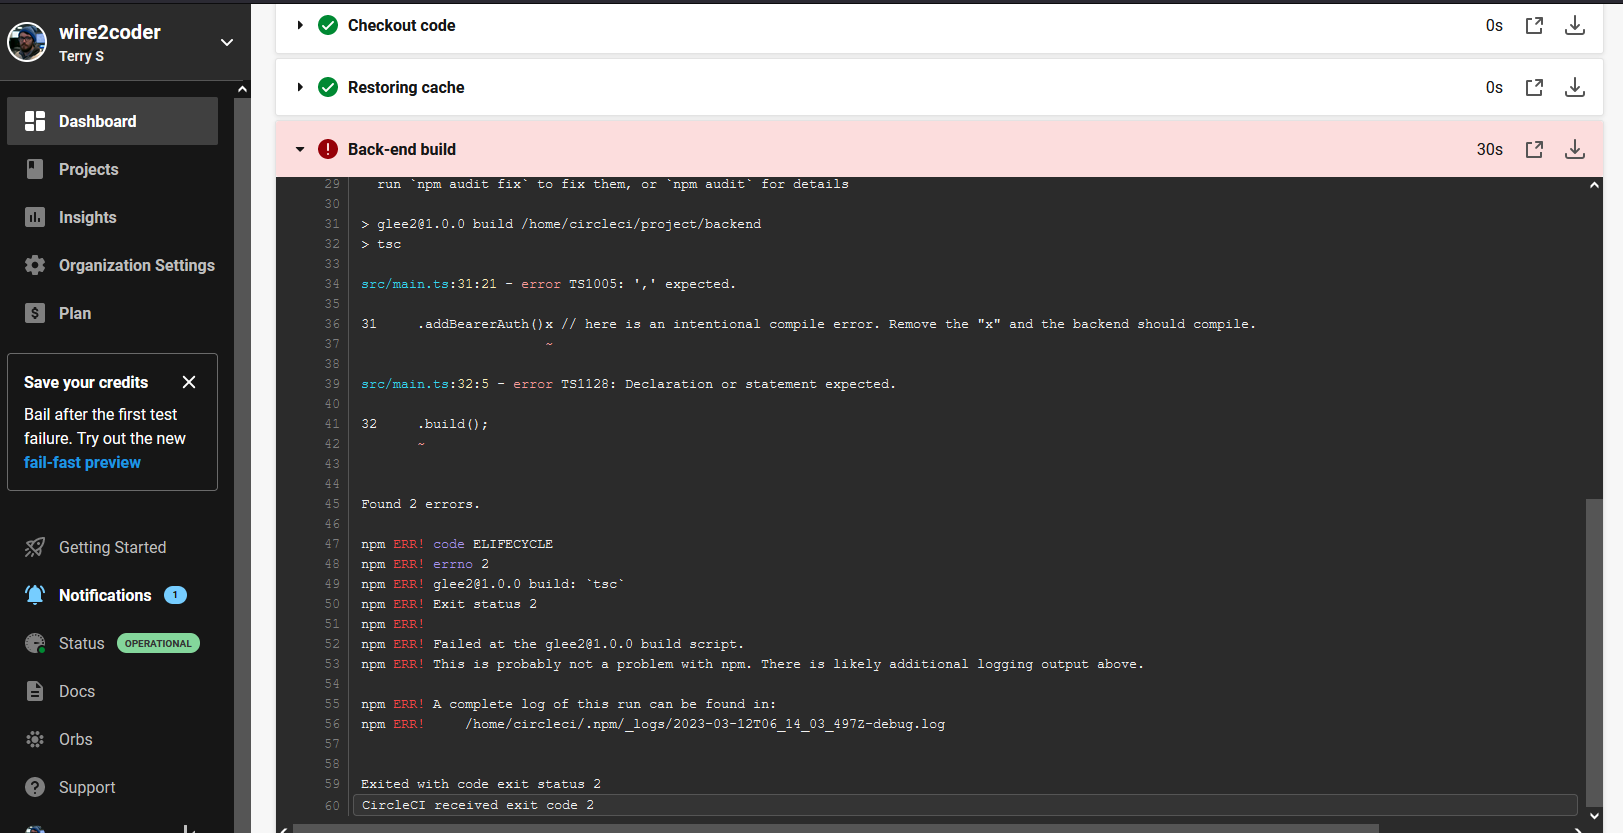 wire2coder
Terry S
Dashboard
Projects
Insights
Organization Settings
Plan
Save your credits
Bail after the first test
failure. Try out the new
fail-fast preview
Getting Started
Notifications 1
Status OPERATIONAL
Docs
Orbs
Support
Checkout code 0s
Restoring cache 0s
! Back-end build 30s
29 run `npm audit fix` to fix them, or `npm audit` for details
30
31 > glee2@1.0.0 build /home/circleci/project/backend
32 > tsc
33
34 src/main.ts:31:21 - error TS1005: ',' expected.
35
36 31 .addBearerAuth()x // here is an intentional compile error. Remove the "x" and the backend should compile.
37 ~
38
39 src/main.ts:32:5 - error TS1128: Declaration or statement expected.
40
41 32 .build();
42 ~
43
44
45 Found 2 errors.
46
47 npm ERR! code ELIFECYCLE
48 npm ERR! errno 2
49 npm ERR! glee2@1.0.0 build: `tsc`
50 npm ERR! Exit status 2
51 npm ERR!
52 npm ERR! Failed at the glee2@1.0.0 build script.
53 npm ERR! This is probably not a problem with npm. There is likely additional logging output above.
54
55 npm ERR! A complete log of this run can be found in:
56 npm ERR! /home/circleci/.npm/_logs/2023-03-12T06_14_03_497Z-debug.log
57
58
59 Exited with code exit status 2
60 CircleCI received exit code 2